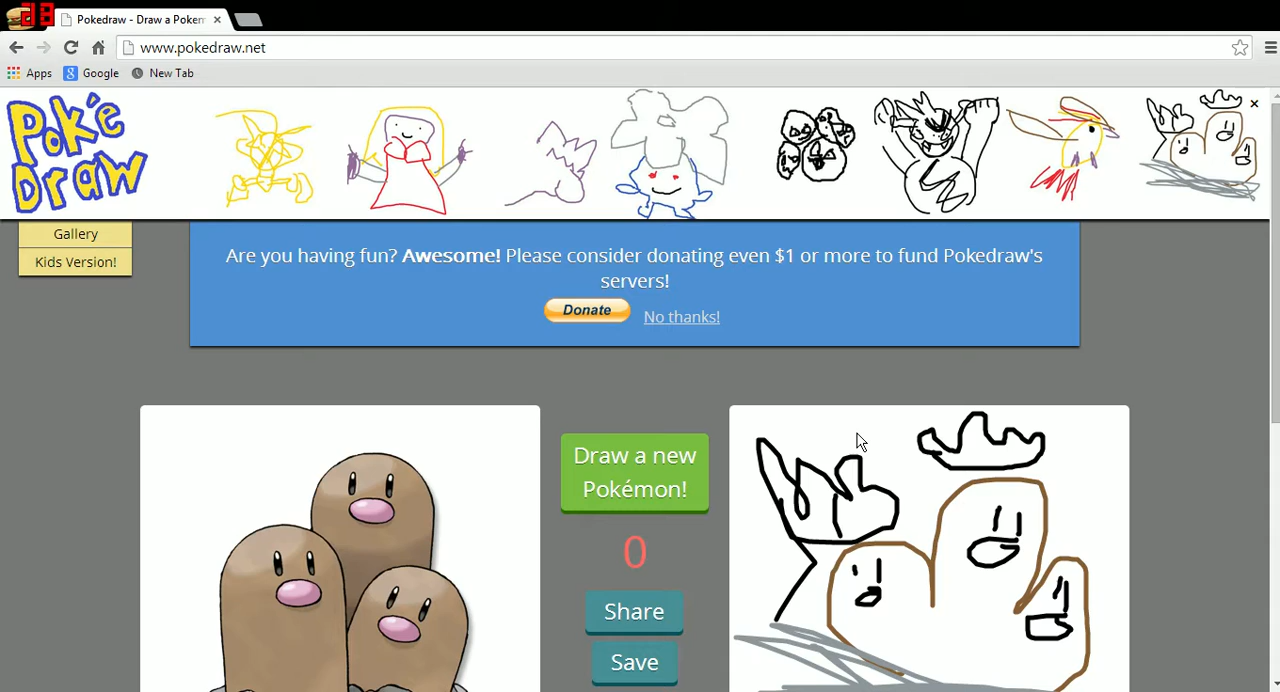 28
Pokedraw - Draw a Pokem
www.pokedraw.net
Apps
Google
New Tab
Poké
Draw
Gallery
Kids Version!
Are you having fun? Awesome! Please consider donating even $1 or more to fund Pokedraw's
servers!
Donate
No thanks!
Draw a new
Pokémon!
0
Share
Save